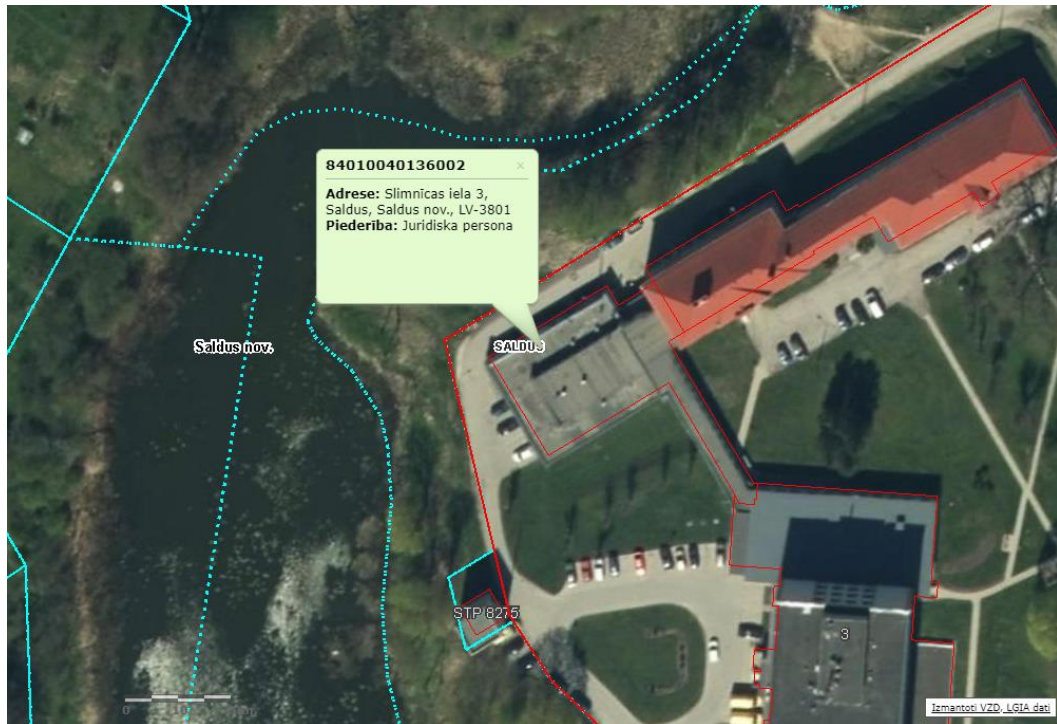 84010040136002 ×
Adrese: Slimnīcas iela 3,
Saldus, Saldus nov., LV-3801
Piederība: Juridiska persona
Saldus nov.
SALDUS
STP 8275
3
Izmantoti VZD, LGIA dati